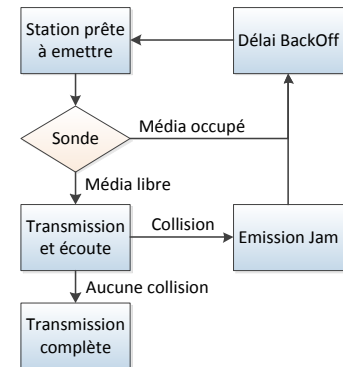 Station prête
à emettre
Délai BackOff
Sonde
Média occupé
Média libre
Transmission
et écoute
Collision
Emission Jam
Aucune collision
Transmission
complète